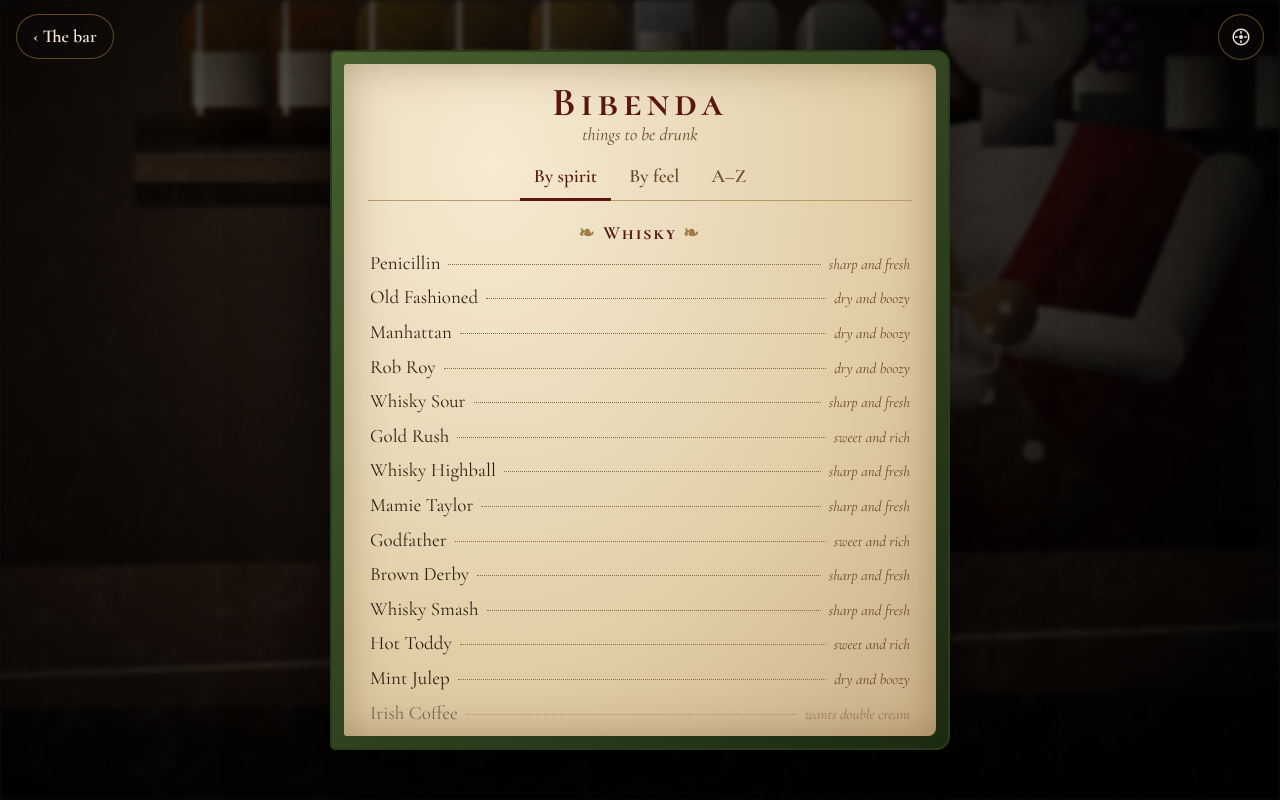 ‹ The bar
Bibenda
things to be drunk
By spirit By feel A–Z
❧ Whisky ❧
Penicillin sharp and fresh
Old Fashioned dry and boozy
Manhattan dry and boozy
Rob Roy dry and boozy
Whisky Sour sharp and fresh
Gold Rush sweet and rich
Whisky Highball sharp and fresh
Mamie Taylor sharp and fresh
Godfather sweet and rich
Brown Derby sharp and fresh
Whisky Smash sharp and fresh
Hot Toddy sweet and rich
Mint Julep dry and boozy
Irish Coffee wants double cream